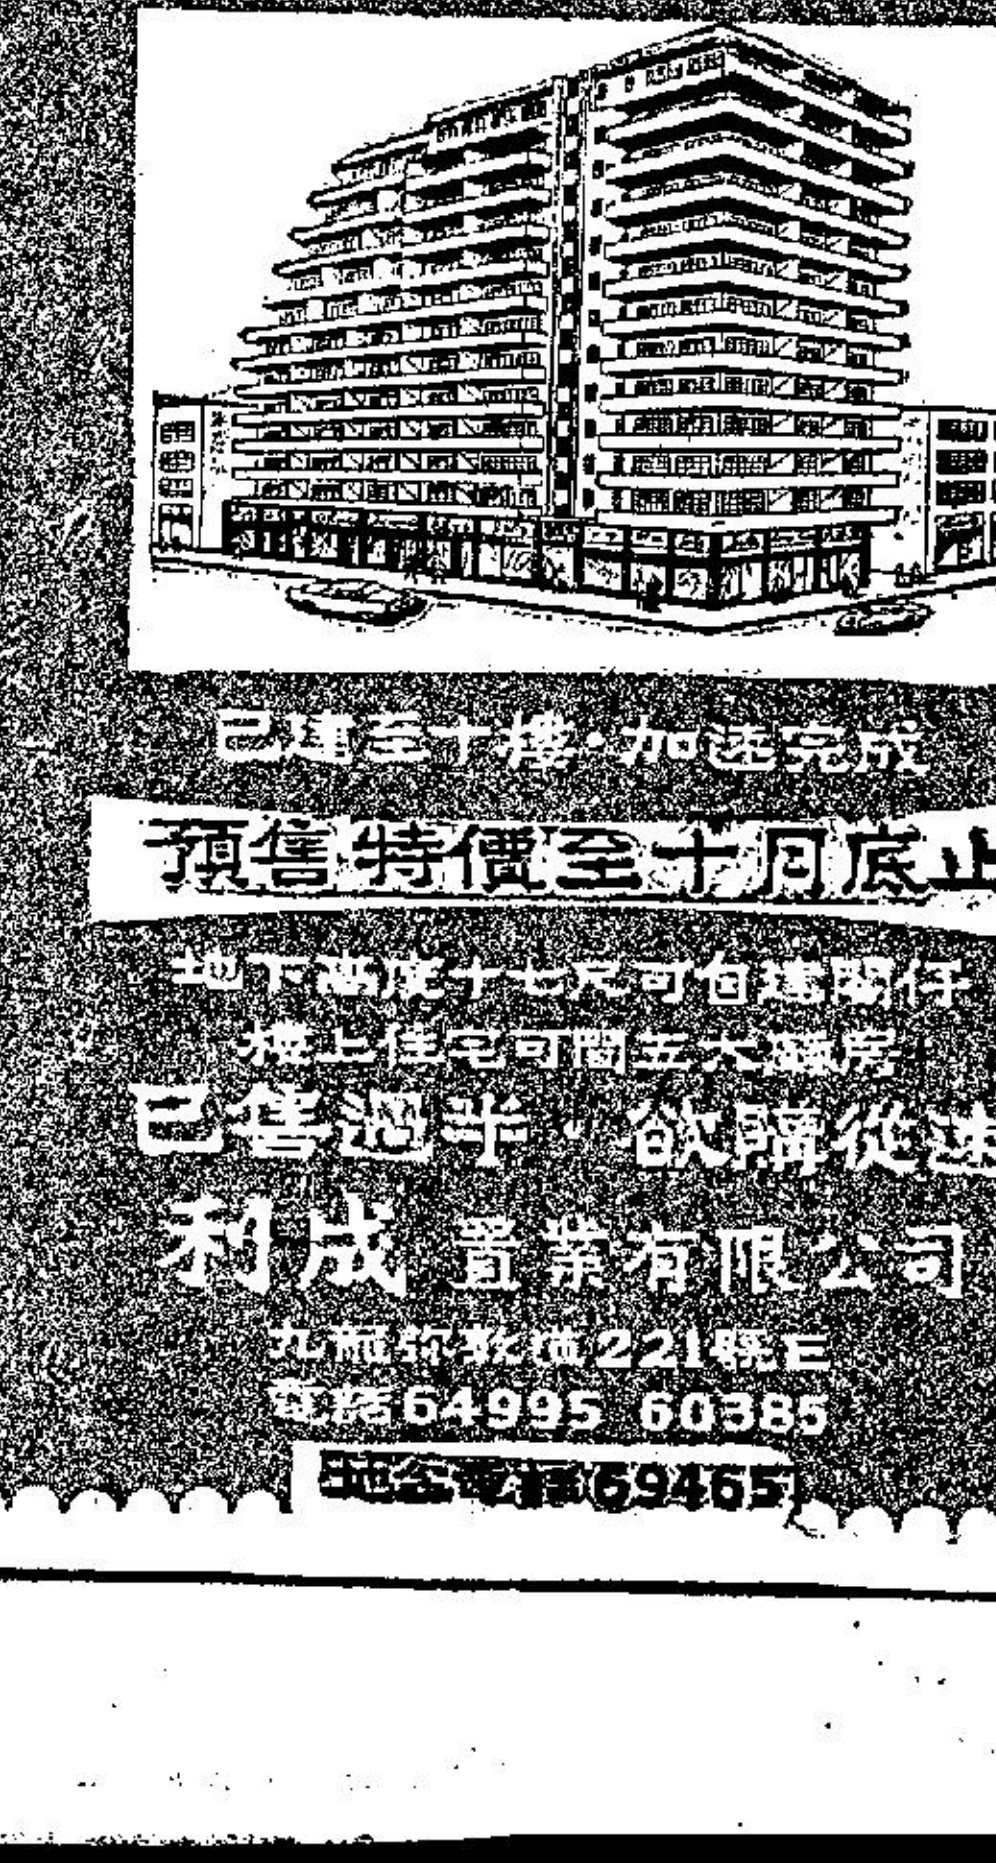 已建至十樓·加速完成
預售特價至十月底止
地下高度十七尺可自建閣仔
樓上住宅可間五大廳房
已售過半·欲購從速
利成置業有限公司
九龍弥敦道221號E
電話64995 60385
地盆電話69465